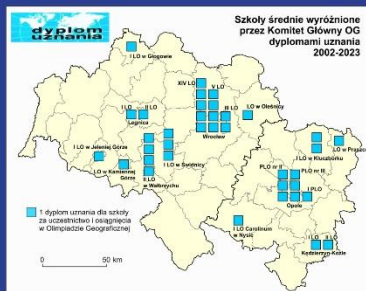 dyplom
uznania
Szkoły średnie wyróżnione
przez Komitet Główny OG
dyplomami uznania
2002-2023
I LO w Głogowie
XIV LO
V LO
III LO
LO w Oleśnicy
Wrocław
I LO
II LO
Legnica
I LO w Jeleniej Górze
LO w Kamiennej
Górze
I LO w Świdnicy
II LO
w Wałbrzychu
LO w Praszce
I LO w Kluczborku
PLO nr II
PLO nr III
I PLO
Opole
I LO Carolinum
w Nysie
I LO
II LO
Kędzierzyn-Koźle
1 dyplom uznania dla szkoły
za uczestnictwo i osiągnięcia
w Olimpiadzie Geograficznej
0
50 km